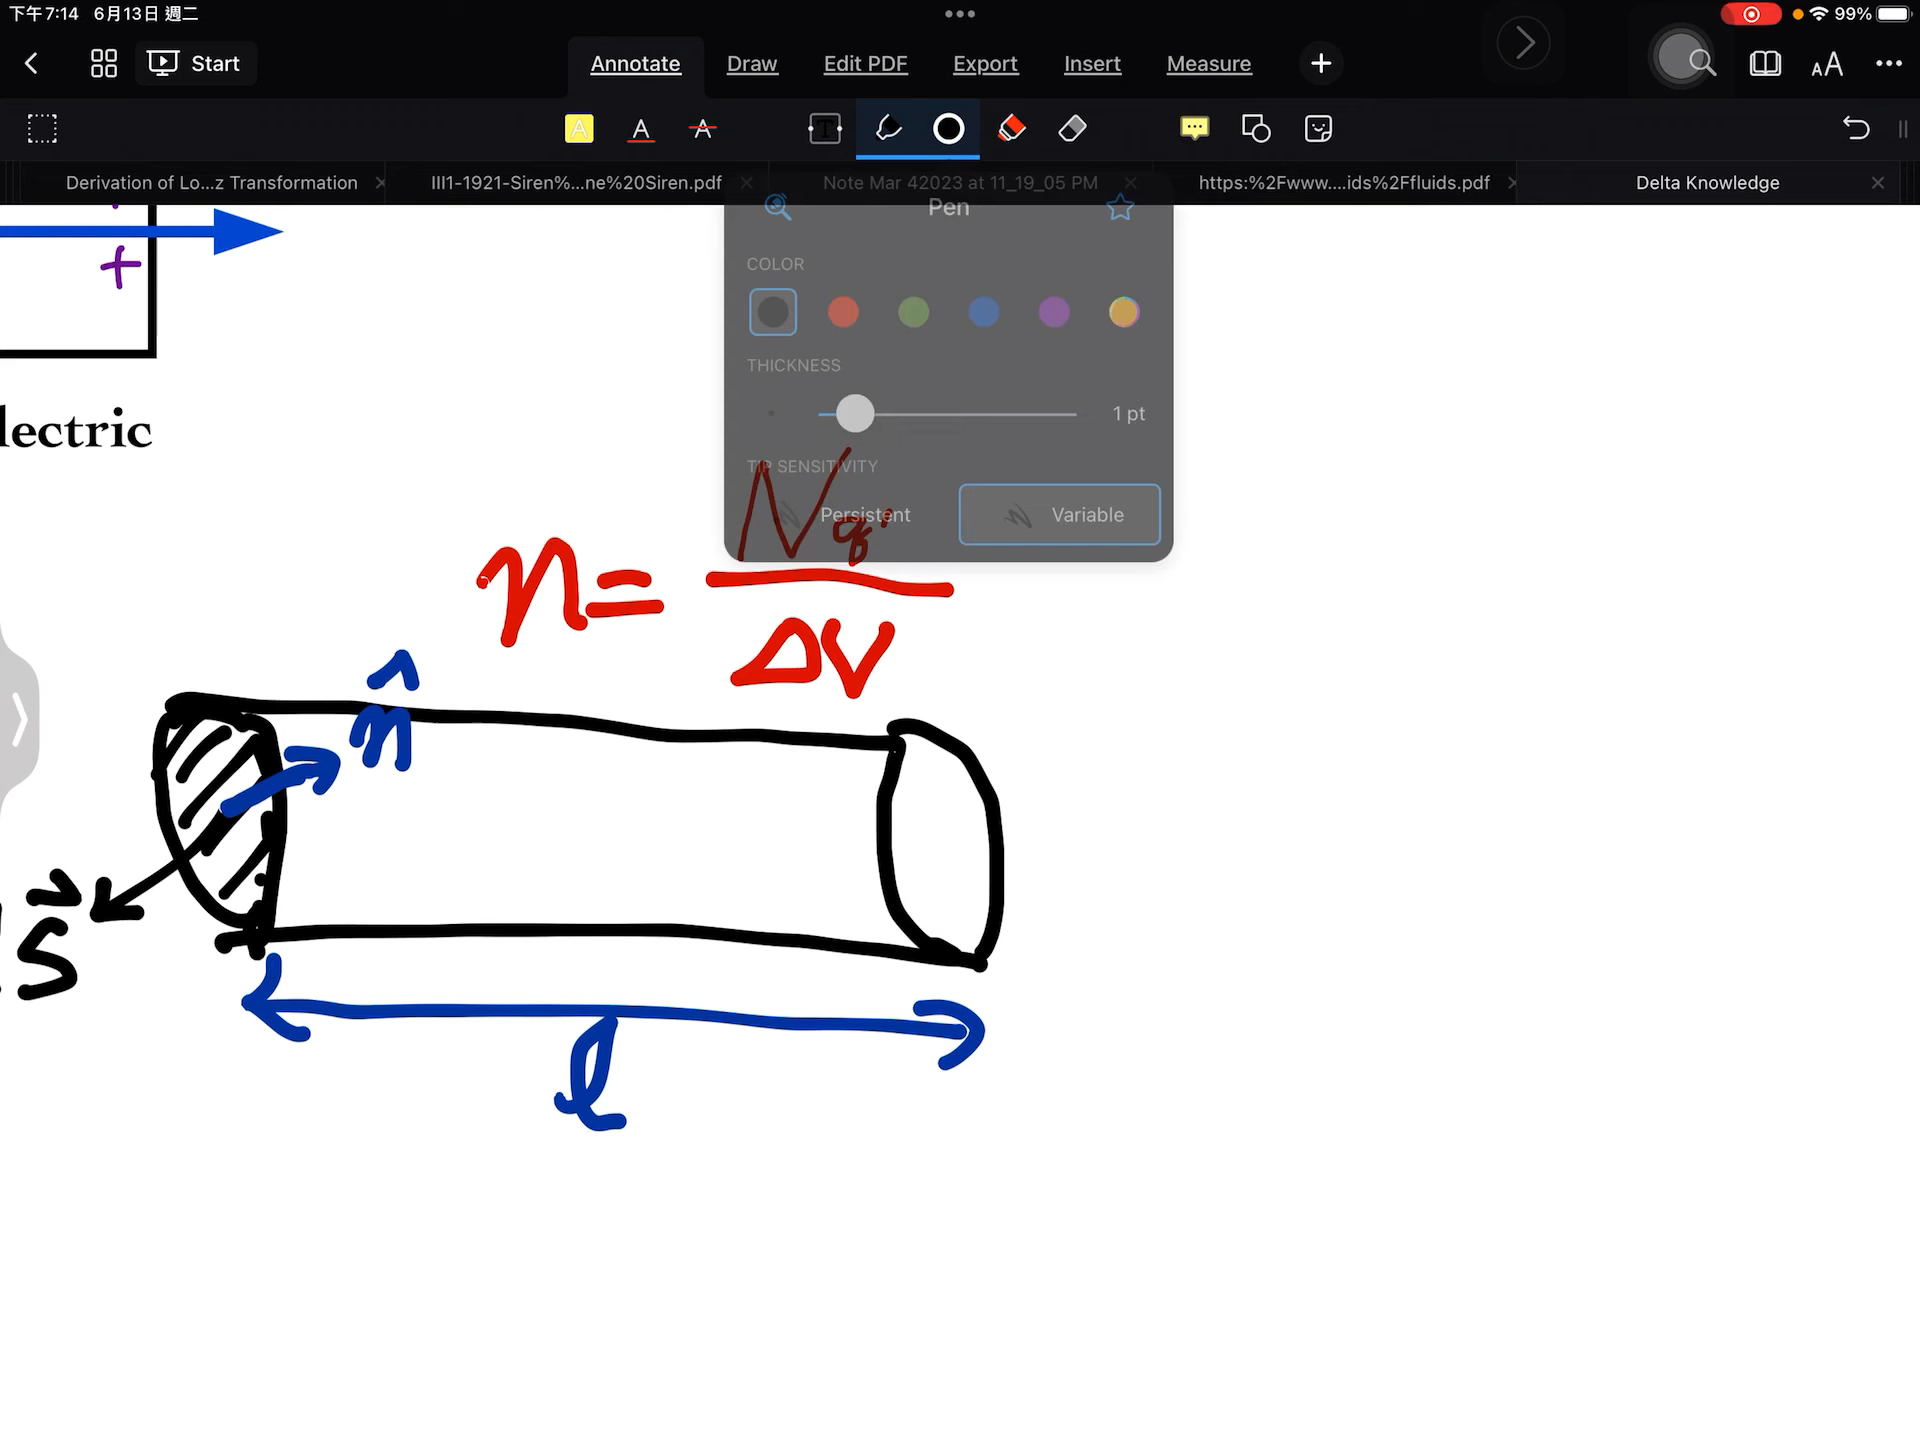 下午7:14 6月13日 週二
99%
Start
Annotate Draw Edit PDF Export Insert Measure
AA
A A A T
Derivation of Lo...z Transformation
III1-1921-Siren%...ne%20Siren.pdf
Note Mar 42023 at 11_19_05 PM
https:%2Fwww....ids%2Ffluids.pdf
Delta Knowledge
Pen
+
COLOR
THICKNESS
1 pt
lectric
TIP SENSITIVITY
Persistent Variable
n = N
ΔV
n̂
S⃗
ℓ